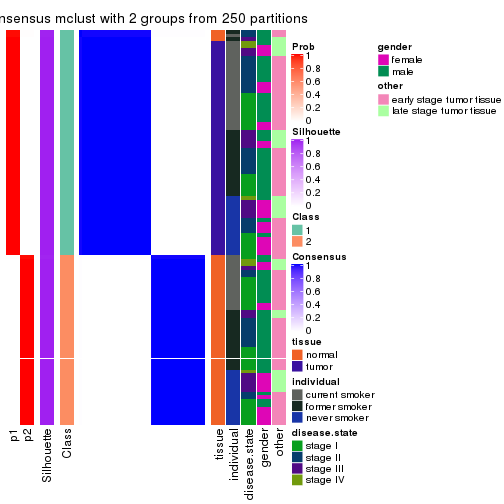 nsensus mclust with 2 groups from 250 partitions
Prob
1
0.8
0.6
0.4
0.2
0
Silhouette
1
0.8
0.6
0.4
0.2
0
Class
1
2
Consensus
1
0.8
0.6
0.4
0.2
0
tissue
normal
tumor
individual
current smoker
former smoker
never smoker
disease.state
stage I
stage II
stage III
stage IV
gender
female
male
other
early stage tumor tissue
late stage tumor tissue
p1
p2
Silhouette
Class
tissue
individual
disease.state
gender
other